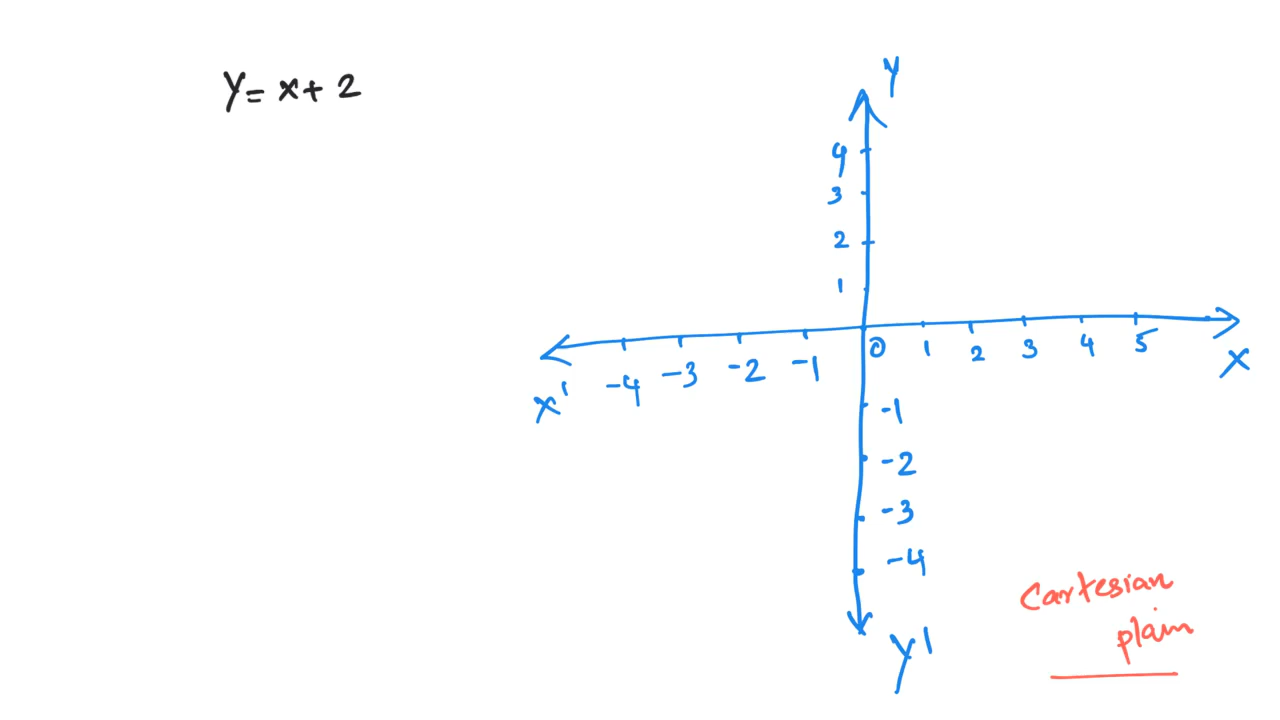 y = x + 2
y
4
3
2
1
x' -4 -3 -2 -1 0 1 2 3 4 5 x
-1
-2
-3
-4
y'
Cartesian
plain